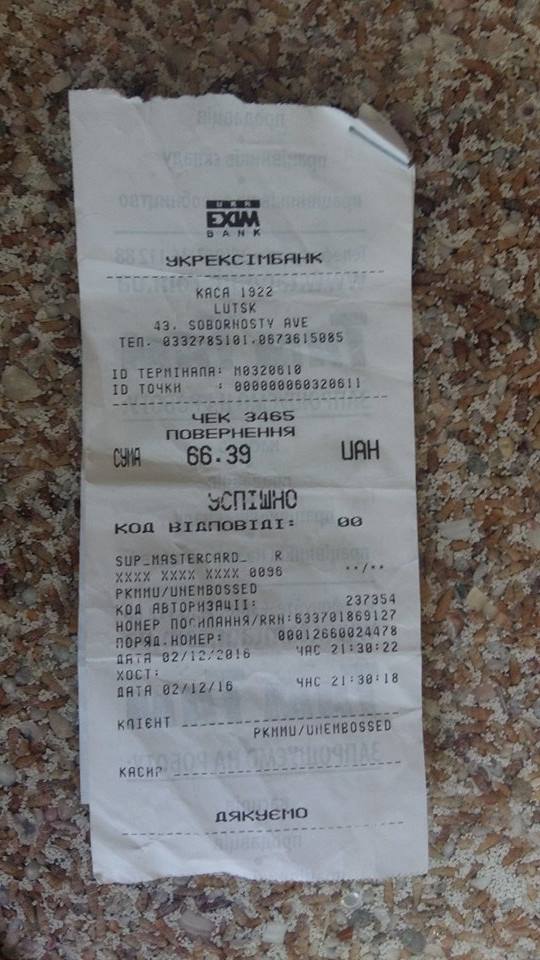 UKR
EXIM
BANK
УКРЕКСІМБАНК
КАСА 1922
LUTSK
43. SOBORNOSTY AVE
ТЕЛ. 0332785101.0673615085
ID ТЕРМІНАЛА: M0320610
ID ТОЧКИ : 000000060320611
ЧЕК 3465
ПОВЕРНЕННЯ
СУМА 66.39 UAH
УСПІШНО
КОД ВІДПОВІДІ: 00
SUP_MASTERCARD_ R
XXXX XXXX XXXX 0096 **/**
PKMMU/UNEMBOSSED
КОД АВТОРИЗАЦІІ: 237354
НОМЕР ПОСИЛАННЯ/RRN:633701869127
ПОРЯД.НОМЕР: 00012660024478
ДАТА 02/12/2016 ЧАС 21:30:22
ХОСТ:
ДАТА 02/12/16 ЧАС 21:30:18
КЛІЄНТ
PKMMU/UNEMBOSSED
КАСИР
ДЯКУЄМО